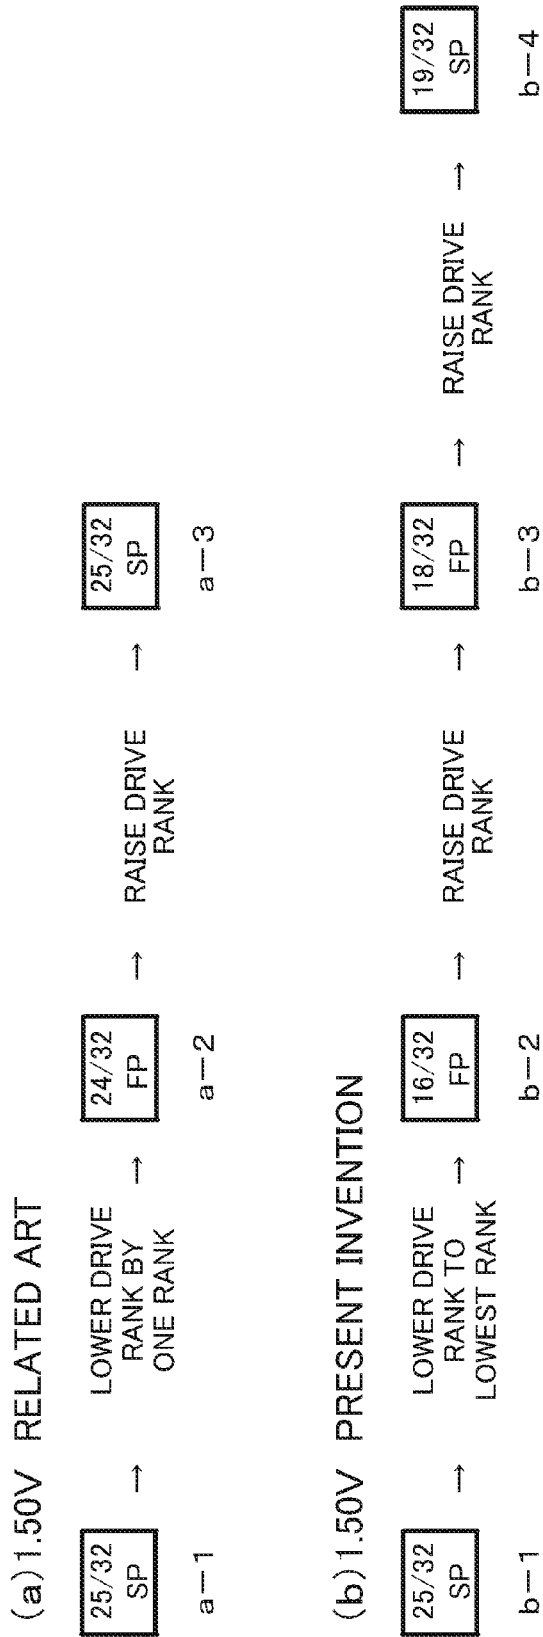 (a)1.50V RELATED ART
25/32
SP
→
LOWER DRIVE
RANK BY
ONE RANK
→
24/32
FP
→
RAISE DRIVE
RANK
→
25/32
SP
a-1
a-2
a-3
(b)1.50V PRESENT INVENTION
25/32
SP
→
LOWER DRIVE
RANK TO
LOWEST RANK
→
16/32
FP
→
RAISE DRIVE
RANK
→
18/32
FP
→
RAISE DRIVE
RANK
→
19/32
SP
b-1
b-2
b-3
b-4